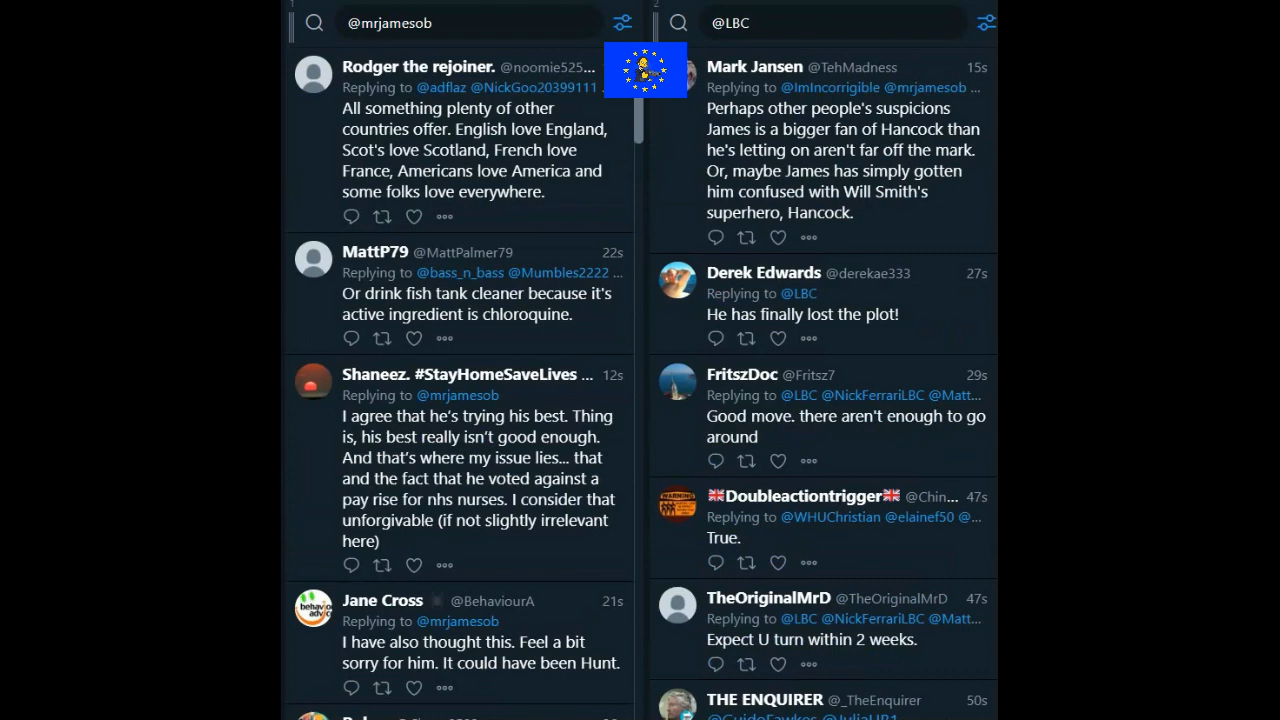 1
@mrjamesob
Rodger the rejoiner. @noomie525...
Replying to @adflaz @NickGoo20399111
All something plenty of other
countries offer. English love England,
Scot's love Scotland, French love
France, Americans love America and
some folks love everywhere.
MattP79 @MattPalmer79 22s
Replying to @bass_n_bass @Mumbles2222 ...
Or drink fish tank cleaner because it's
active ingredient is chloroquine.
Shaneez. #StayHomeSaveLives ... 12s
Replying to @mrjamesob
I agree that he's trying his best. Thing
is, his best really isn't good enough.
And that's where my issue lies... that
and the fact that he voted against a
pay rise for nhs nurses. I consider that
unforgivable (if not slightly irrelevant
here)
Jane Cross @BehaviourA 21s
Replying to @mrjamesob
I have also thought this. Feel a bit
sorry for him. It could have been Hunt.
2
@LBC
Mark Jansen @TehMadness 15s
Replying to @ImIncorrigible @mrjamesob ...
Perhaps other people's suspicions
James is a bigger fan of Hancock than
he's letting on aren't far off the mark.
Or, maybe James has simply gotten
him confused with Will Smith's
superhero, Hancock.
Derek Edwards @derekae333 27s
Replying to @LBC
He has finally lost the plot!
FritszDoc @Fritsz7 29s
Replying to @LBC @NickFerrariLBC @Matt...
Good move. there aren't enough to go
around
WARNING
Doubleactiontrigger @Chin... 47s
Replying to @WHUChristian @elainef50 @...
True.
TheOriginalMrD @TheOriginalMrD 47s
Replying to @LBC @NickFerrariLBC @Matt...
Expect U turn within 2 weeks.
THE ENQUIRER @_TheEnquirer 50s
@GuidoFawkes @JuliaHB1